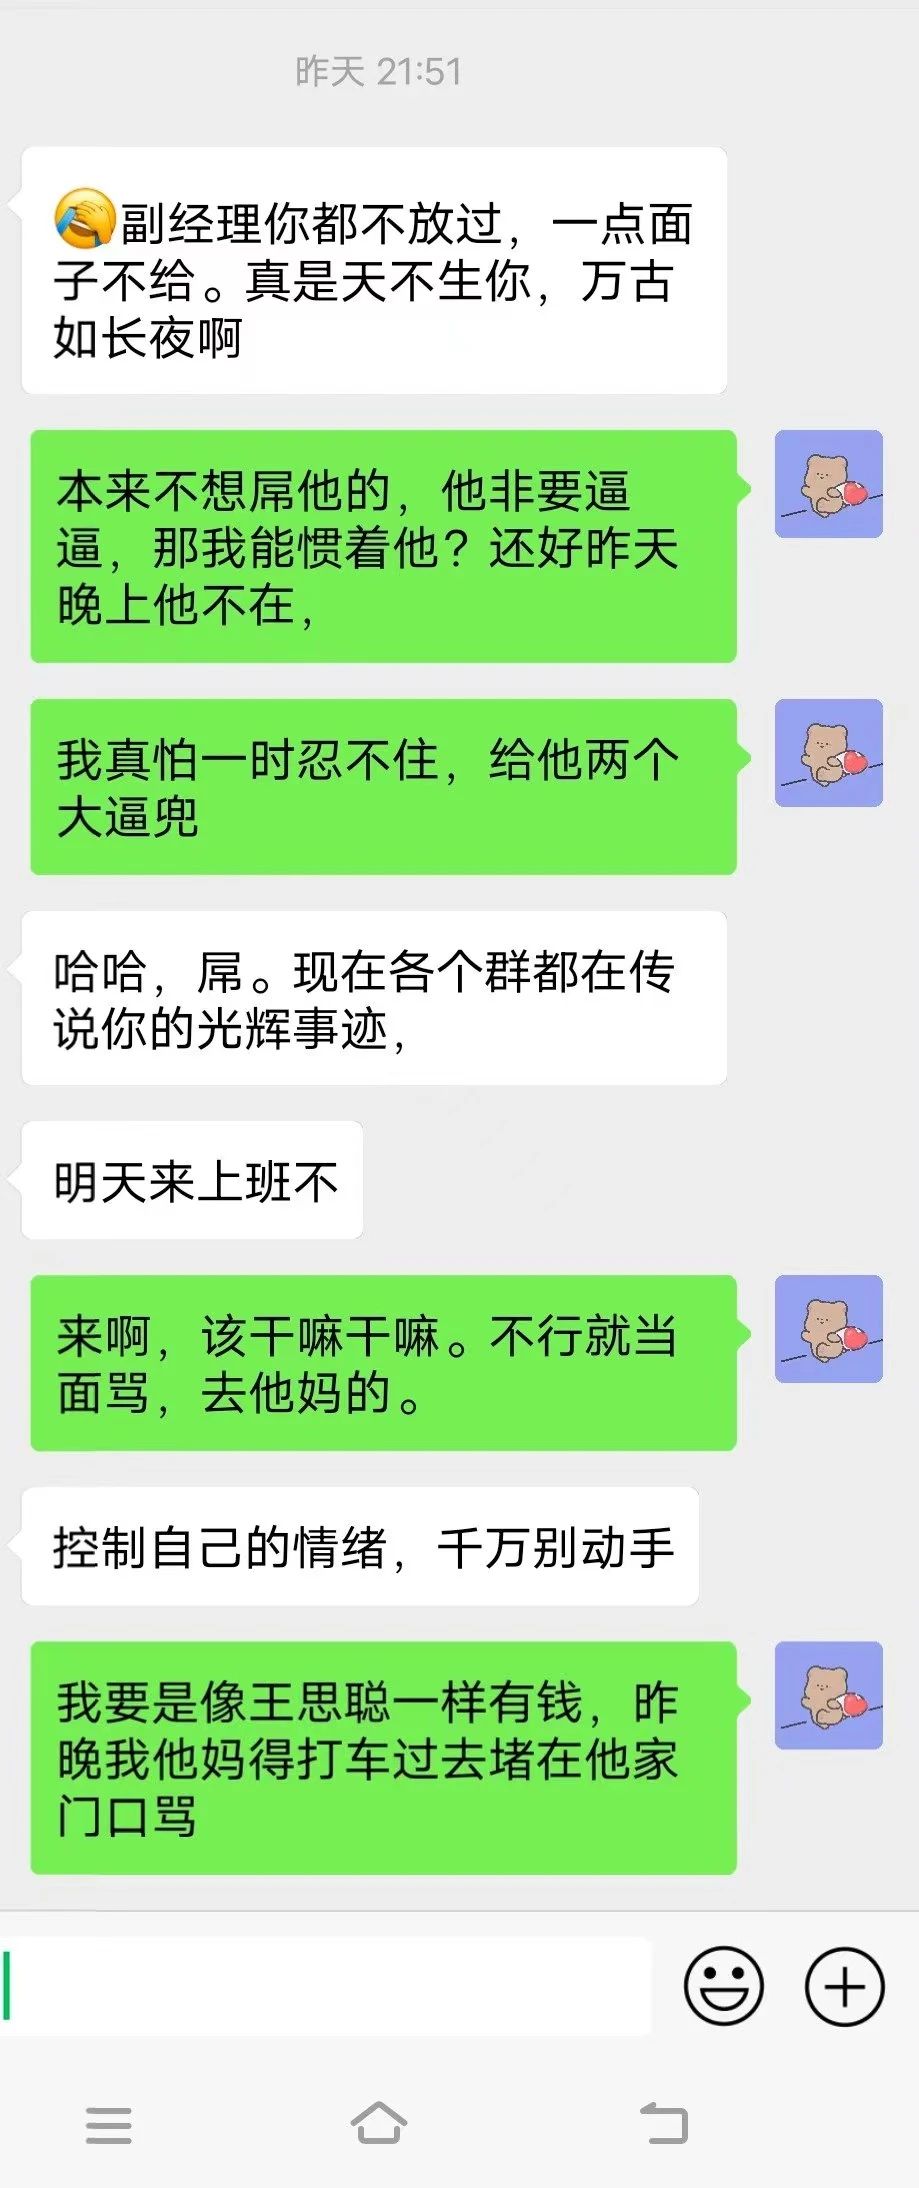 昨天 21:51
🤦副经理你都不放过，一点面
子不给。真是天不生你，万古
如长夜啊
本来不想屌他的，他非要逼
逼，那我能惯着他？还好昨天
晚上他不在，
我真怕一时忍不住，给他两个
大逼兜
哈哈，屌。现在各个群都在传
说你的光辉事迹，
明天来上班不
来啊，该干嘛干嘛。不行就当
面骂，去他妈的。
控制自己的情绪，千万别动手
我要是像王思聪一样有钱，昨
晚我他妈得打车过去堵在他家
门口骂